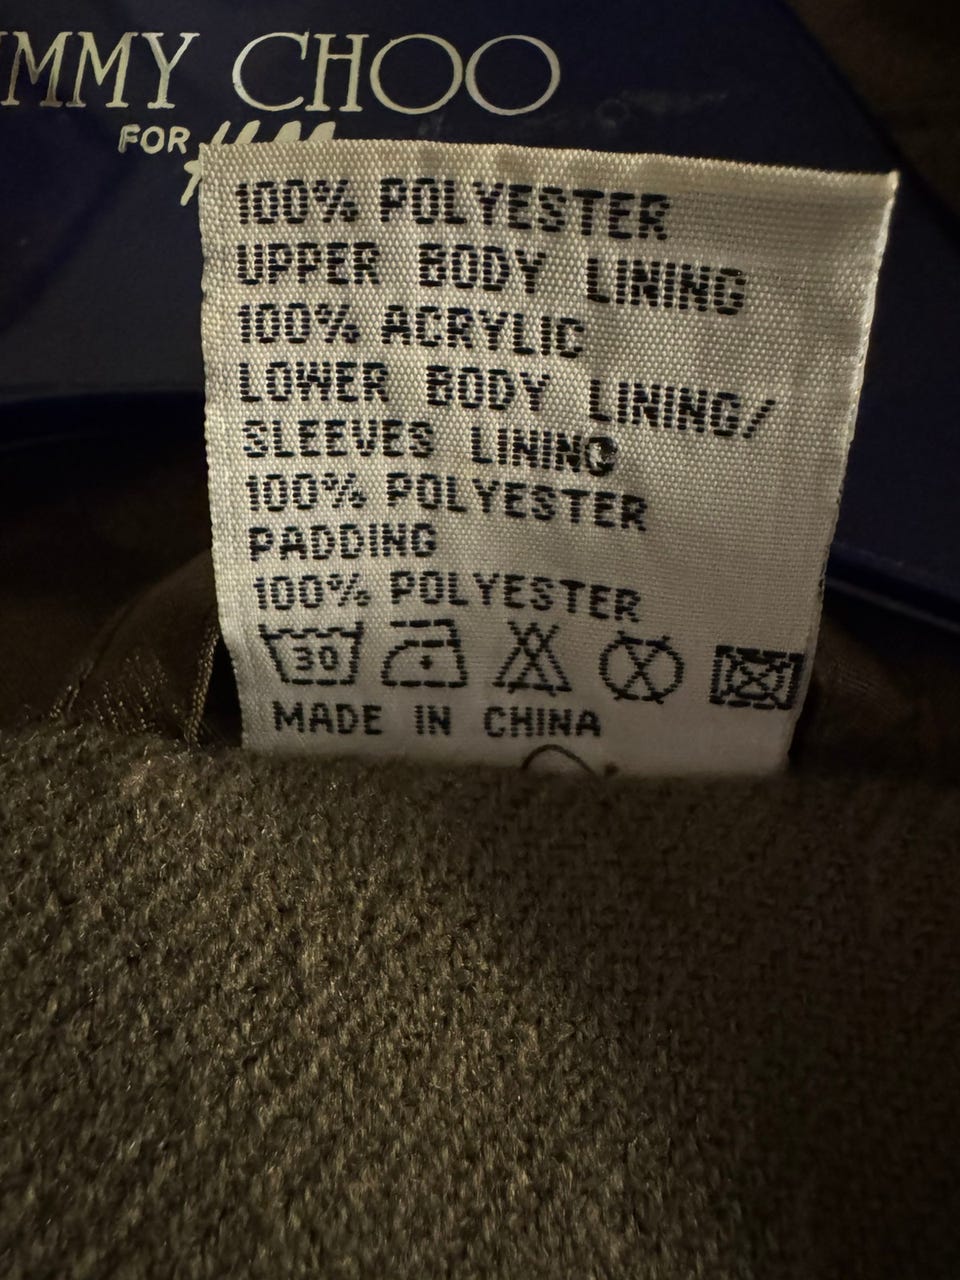 JIMMY CHOO
FOR H&M
100% POLYESTER
UPPER BODY LINING
100% ACRYLIC
LOWER BODY LINING/
SLEEVES LINING
100% POLYESTER
PADDING
100% POLYESTER
30
MADE IN CHINA